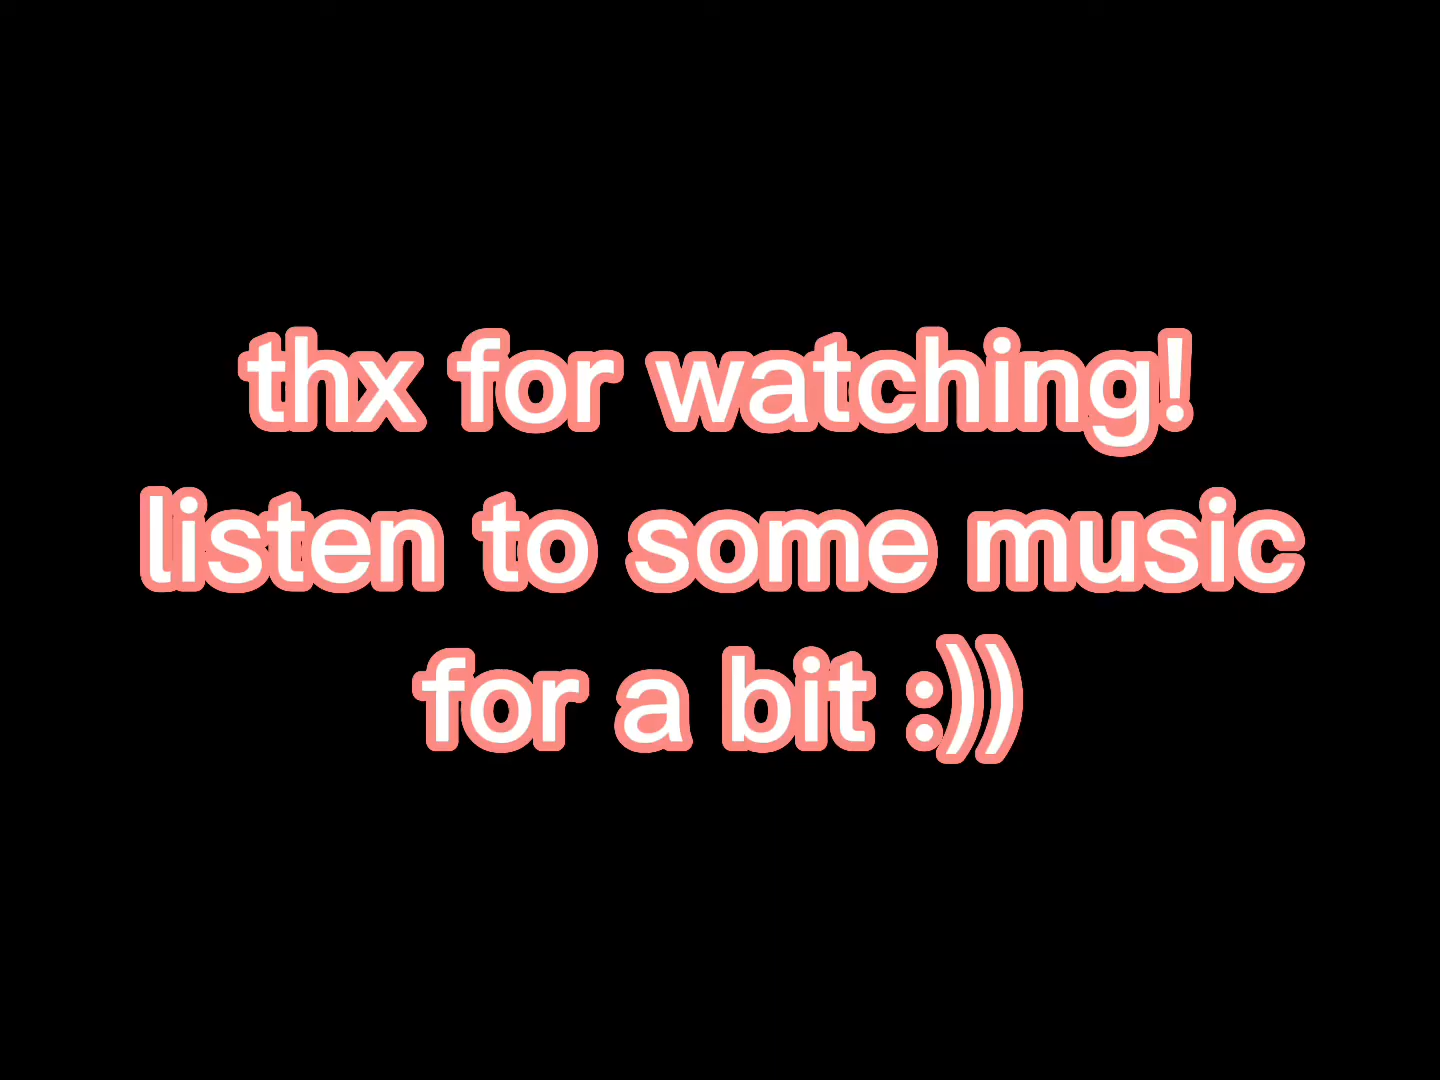 thx for watching!
listen to some music
for a bit :))